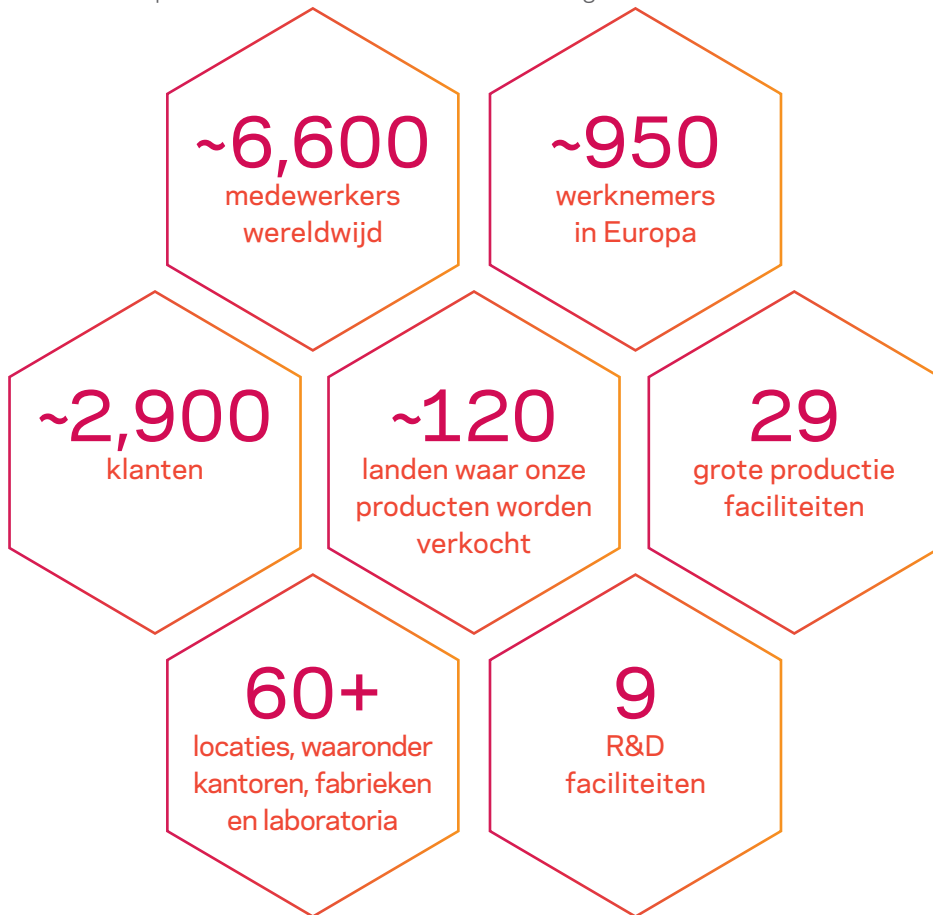 ~6,600
medewerkers
wereldwijd
~950
werknemers
in Europa
~2,900
klanten
~120
landen waar onze
producten worden
verkocht
29
grote productie
faciliteiten
60+
locaties, waaronder
kantoren, fabrieken
en laboratoria
9
R&D
faciliteiten